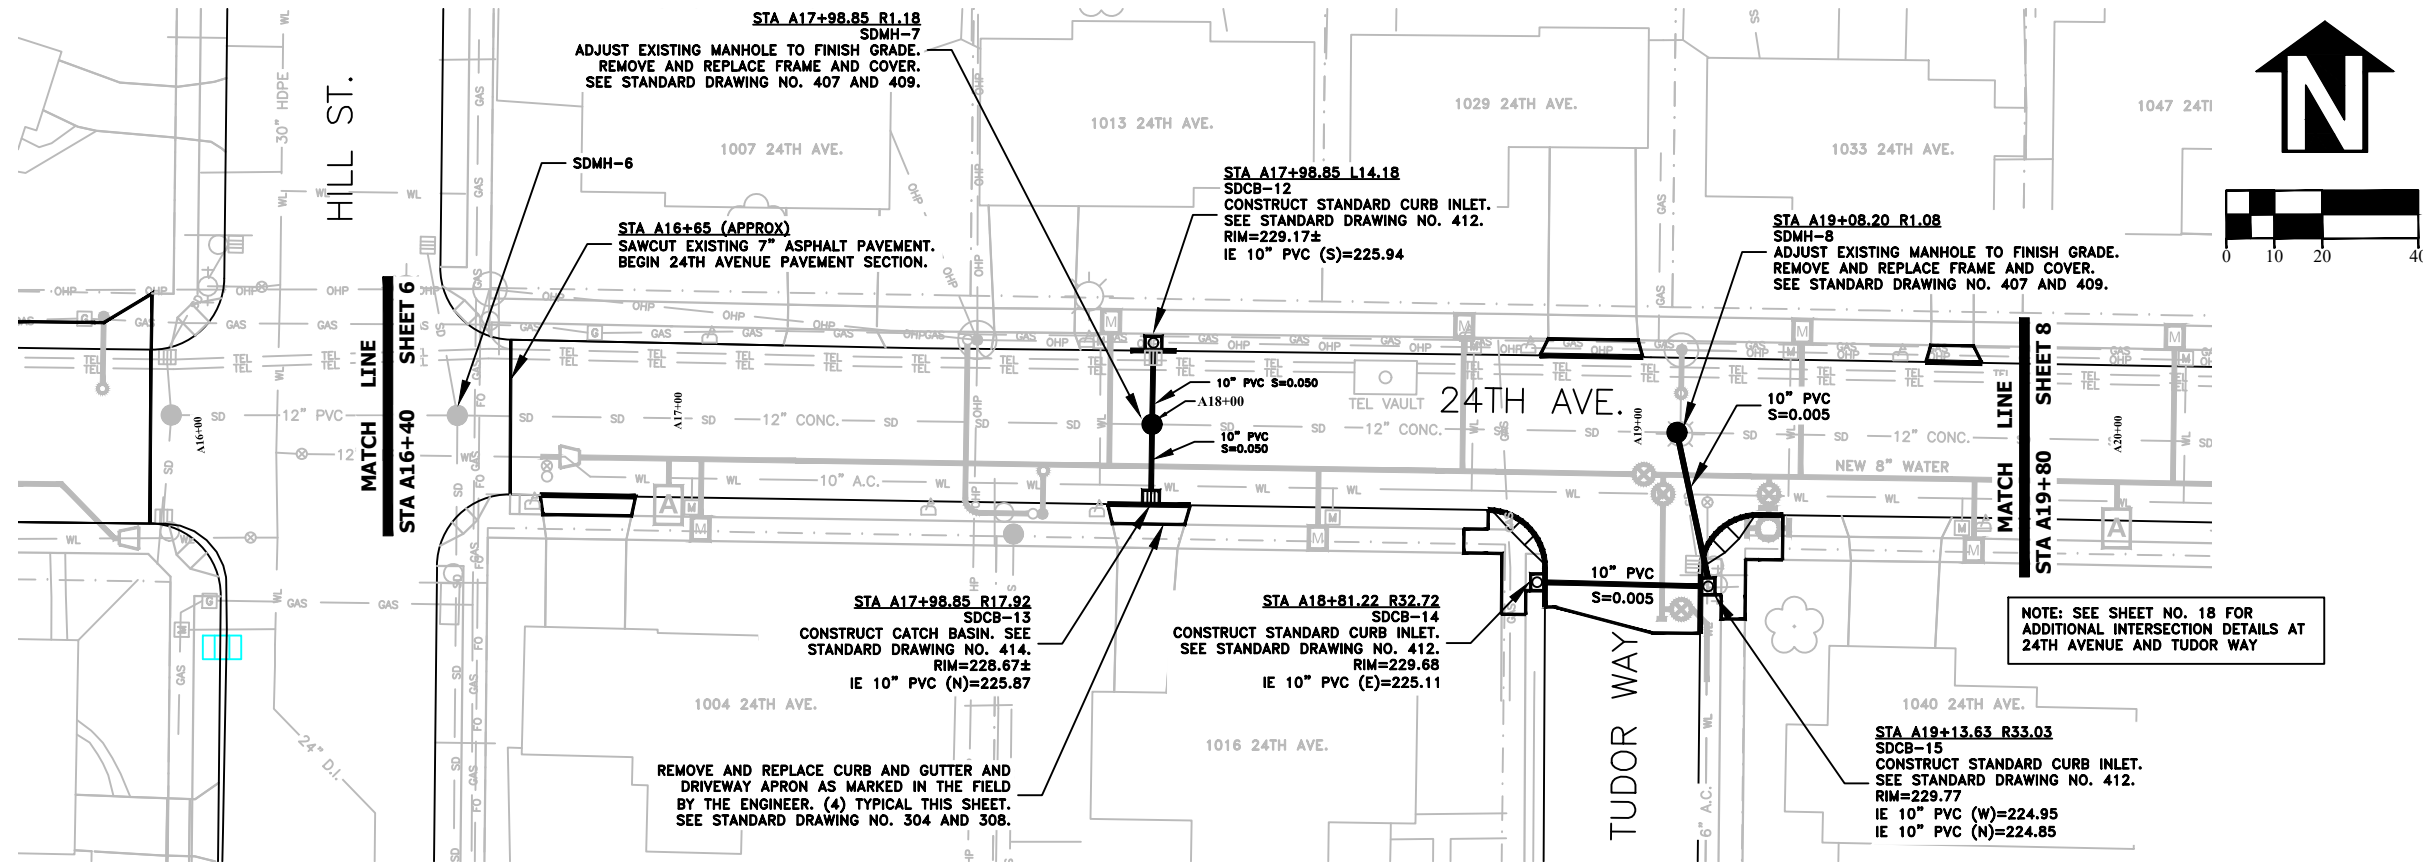 STA A17+98.85 R1.18
SDMH-7
ADJUST EXISTING MANHOLE TO FINISH GRADE.
REMOVE AND REPLACE FRAME AND COVER.
SEE STANDARD DRAWING NO. 407 AND 409.
HILL ST.
30" HDPE
SDMH-6
STA A16+65 (APPROX)
SAWCUT EXISTING 7" ASPHALT PAVEMENT.
BEGIN 24TH AVENUE PAVEMENT SECTION.
1007 24TH AVE.
1013 24TH AVE.
1029 24TH AVE.
1033 24TH AVE.
1047 24T
STA A17+98.85 L14.18
SDCB-12
CONSTRUCT STANDARD CURB INLET.
SEE STANDARD DRAWING NO. 412.
RIM=229.17±
IE 10" PVC (S)=225.94
STA A19+08.20 R1.08
SDMH-8
ADJUST EXISTING MANHOLE TO FINISH GRADE.
REMOVE AND REPLACE FRAME AND COVER.
SEE STANDARD DRAWING NO. 407 AND 409.
N
0 10 20 40
MATCH LINE
STA A16+40 SHEET 6
A16+00
12" PVC
A17+00
12" CONC.
10" PVC S=0.050
A18+00
10" PVC
S=0.050
TEL VAULT
24TH AVE.
12" CONC.
A19+00
10" PVC
S=0.005
12" CONC.
NEW 8" WATER
10" A.C.
MATCH LINE
STA A19+80 SHEET 8
A20+00
STA A17+98.85 R17.92
SDCB-13
CONSTRUCT CATCH BASIN. SEE
STANDARD DRAWING NO. 414.
RIM=228.67±
IE 10" PVC (N)=225.87
STA A18+81.22 R32.72
SDCB-14
CONSTRUCT STANDARD CURB INLET.
SEE STANDARD DRAWING NO. 412.
RIM=229.68
IE 10" PVC (E)=225.11
10" PVC
S=0.005
NOTE: SEE SHEET NO. 18 FOR
ADDITIONAL INTERSECTION DETAILS AT
24TH AVENUE AND TUDOR WAY
TUDOR WAY
6" A.C.
24" D.I.
1004 24TH AVE.
1016 24TH AVE.
1040 24TH AVE.
REMOVE AND REPLACE CURB AND GUTTER AND
DRIVEWAY APRON AS MARKED IN THE FIELD
BY THE ENGINEER. (4) TYPICAL THIS SHEET.
SEE STANDARD DRAWING NO. 304 AND 308.
STA A19+13.63 R33.03
SDCB-15
CONSTRUCT STANDARD CURB INLET.
SEE STANDARD DRAWING NO. 412.
RIM=229.77
IE 10" PVC (W)=224.95
IE 10" PVC (N)=224.85